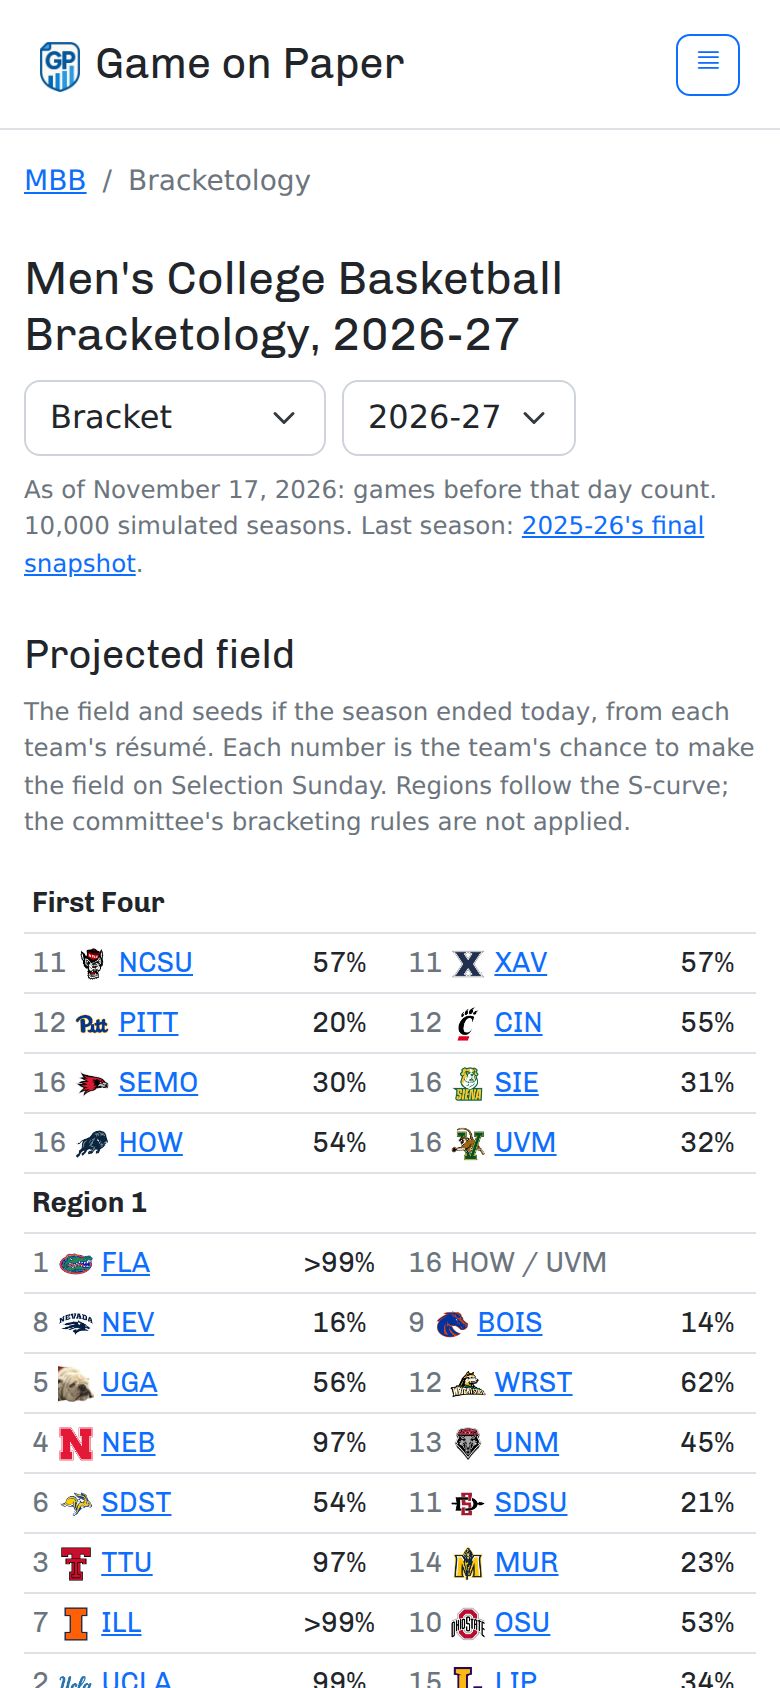 Game on Paper
MBB / Bracketology
Men's College Basketball
Bracketology, 2026-27
Bracket
2026-27
As of November 17, 2026: games before that day count.
10,000 simulated seasons. Last season: 2025-26's final
snapshot.
Projected field
The field and seeds if the season ended today, from each
team's résumé. Each number is the team's chance to make
the field on Selection Sunday. Regions follow the S-curve;
the committee's bracketing rules are not applied.
First Four
11 NCSU 57% 11 XAV 57%
12 PITT 20% 12 CIN 55%
16 SEMO 30% 16 SIE 31%
16 HOW 54% 16 UVM 32%
Region 1
1 FLA >99% 16 HOW / UVM
8 NEV 16% 9 BOIS 14%
5 UGA 56% 12 WRST 62%
4 NEB 97% 13 UNM 45%
6 SDST 54% 11 SDSU 21%
3 TTU 97% 14 MUR 23%
7 ILL >99% 10 OSU 53%
2 UCLA 99% 15 LIP 34%